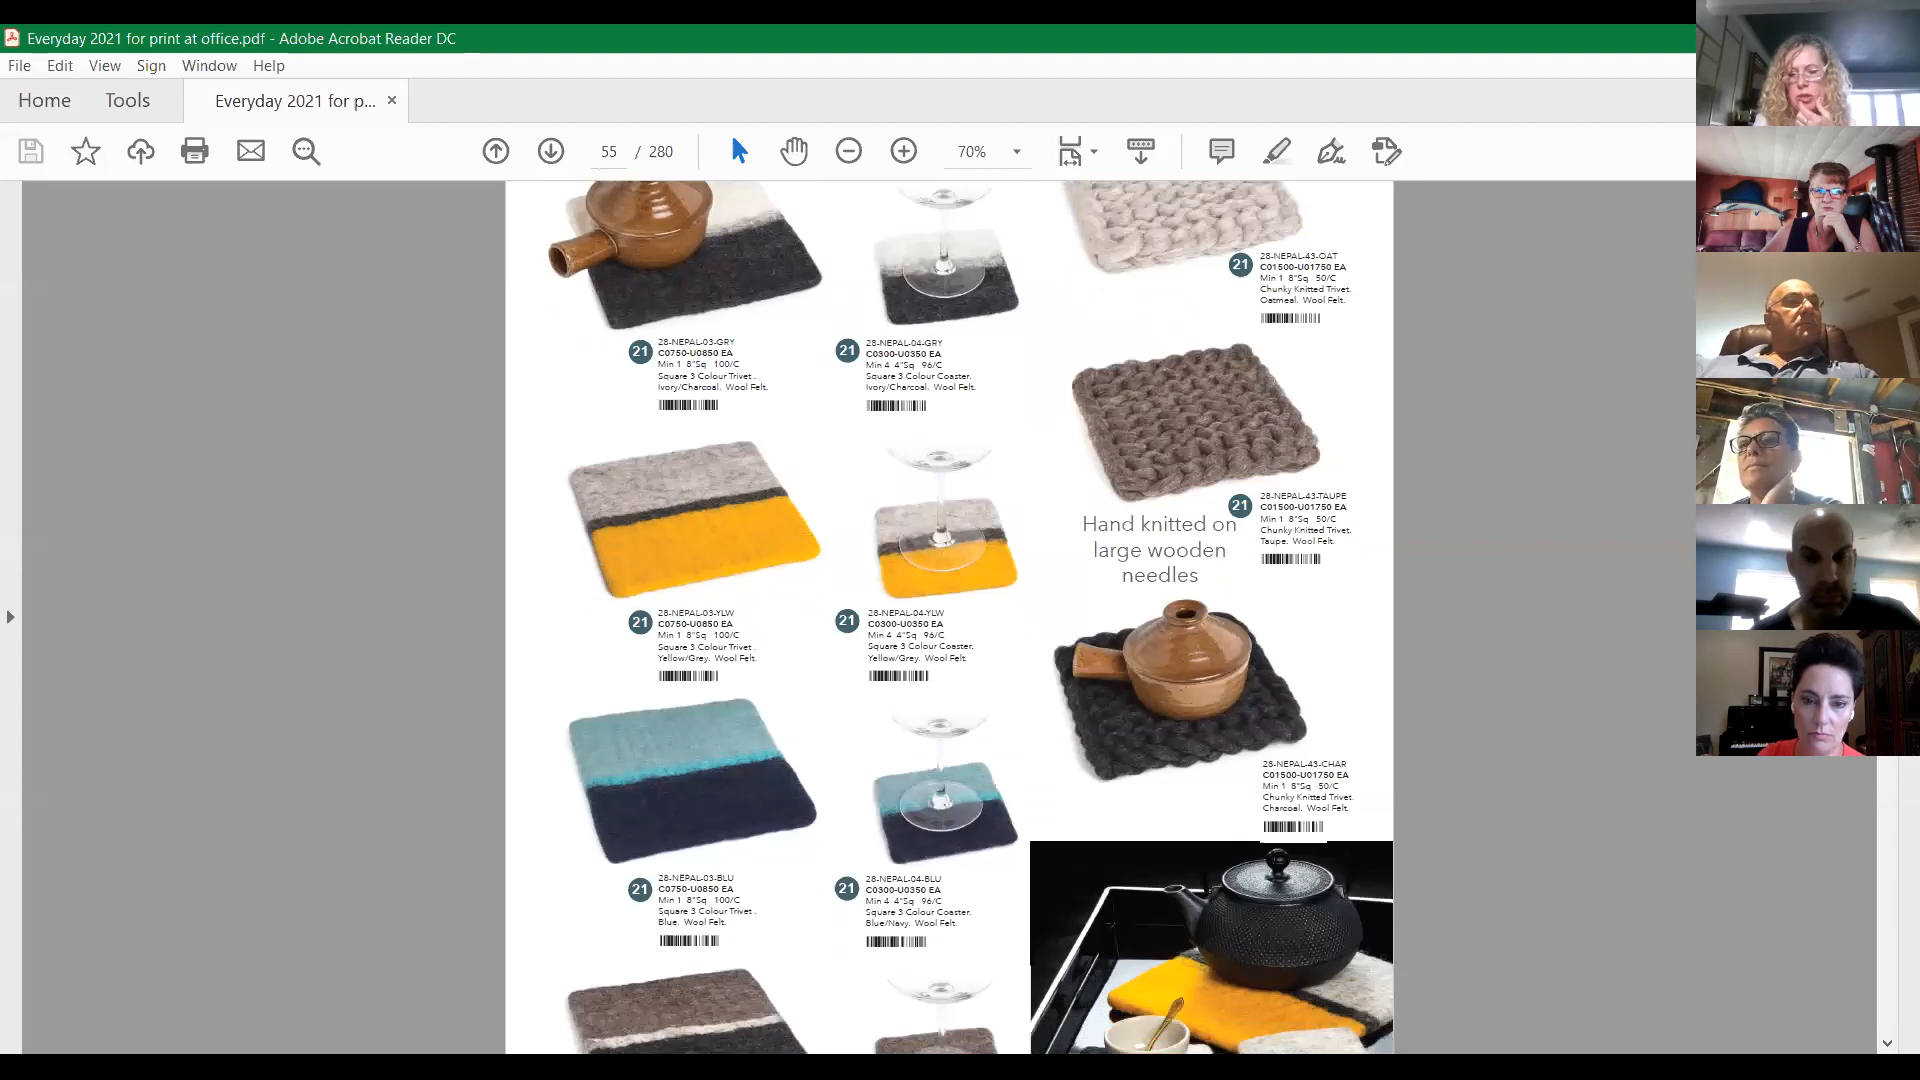 Everyday 2021 for print at office.pdf - Adobe Acrobat Reader DC
File Edit View Sign Window Help
Home Tools Everyday 2021 for p... ×
55 / 280 70%
21
28-NEPAL-43-OAT
C01500-U01750 EA
Min 1 8"Sq 50/C
Chunky Knitted Trivet.
Oatmeal. Wool Felt.
21
28-NEPAL-03-GRY
C0750-U0850 EA
Min 1 8"Sq 100/C
Square 3 Colour Trivet .
Ivory/Charcoal. Wool Felt.
21
28-NEPAL-04-GRY
C0300-U0350 EA
Min 4 4"Sq 96/C
Square 3 Colour Coaster.
Ivory/Charcoal. Wool Felt.
21
28-NEPAL-43-TAUPE
C01500-U01750 EA
Min 1 8"Sq 50/C
Chunky Knitted Trivet.
Taupe. Wool Felt.
Hand knitted on
large wooden
needles
21
28-NEPAL-03-YLW
C0750-U0850 EA
Min 1 8"Sq 100/C
Square 3 Colour Trivet .
Yellow/Grey. Wool Felt.
21
28-NEPAL-04-YLW
C0300-U0350 EA
Min 4 4"Sq 96/C
Square 3 Colour Coaster.
Yellow/Grey. Wool Felt.
28-NEPAL-43-CHAR
C01500-U01750 EA
Min 1 8"Sq 50/C
Chunky Knitted Trivet.
Charcoal. Wool Felt.
21
28-NEPAL-03-BLU
C0750-U0850 EA
Min 1 8"Sq 100/C
Square 3 Colour Trivet .
Blue. Wool Felt.
21
28-NEPAL-04-BLU
C0300-U0350 EA
Min 4 4"Sq 96/C
Square 3 Colour Coaster.
Blue/Navy. Wool Felt.